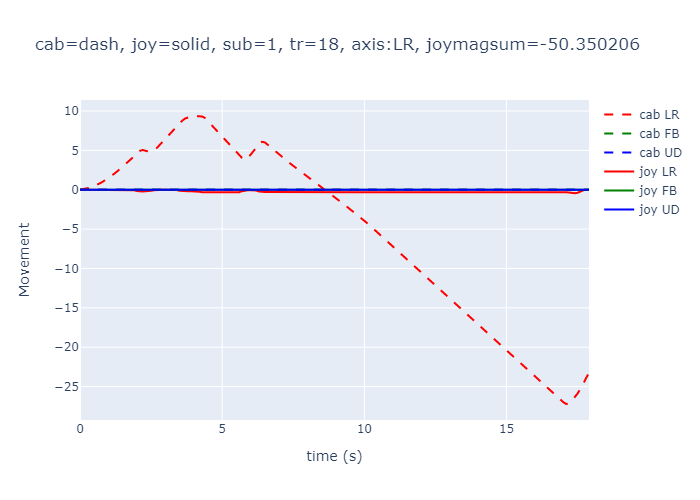 cab=dash, joy=solid, sub=1, tr=18, axis:LR, joymagsum=-50.350206
10
5
0
−5
−10
−15
−20
−25
Movement
0
5
10
15
time (s)
cab LR
cab FB
cab UD
joy LR
joy FB
joy UD